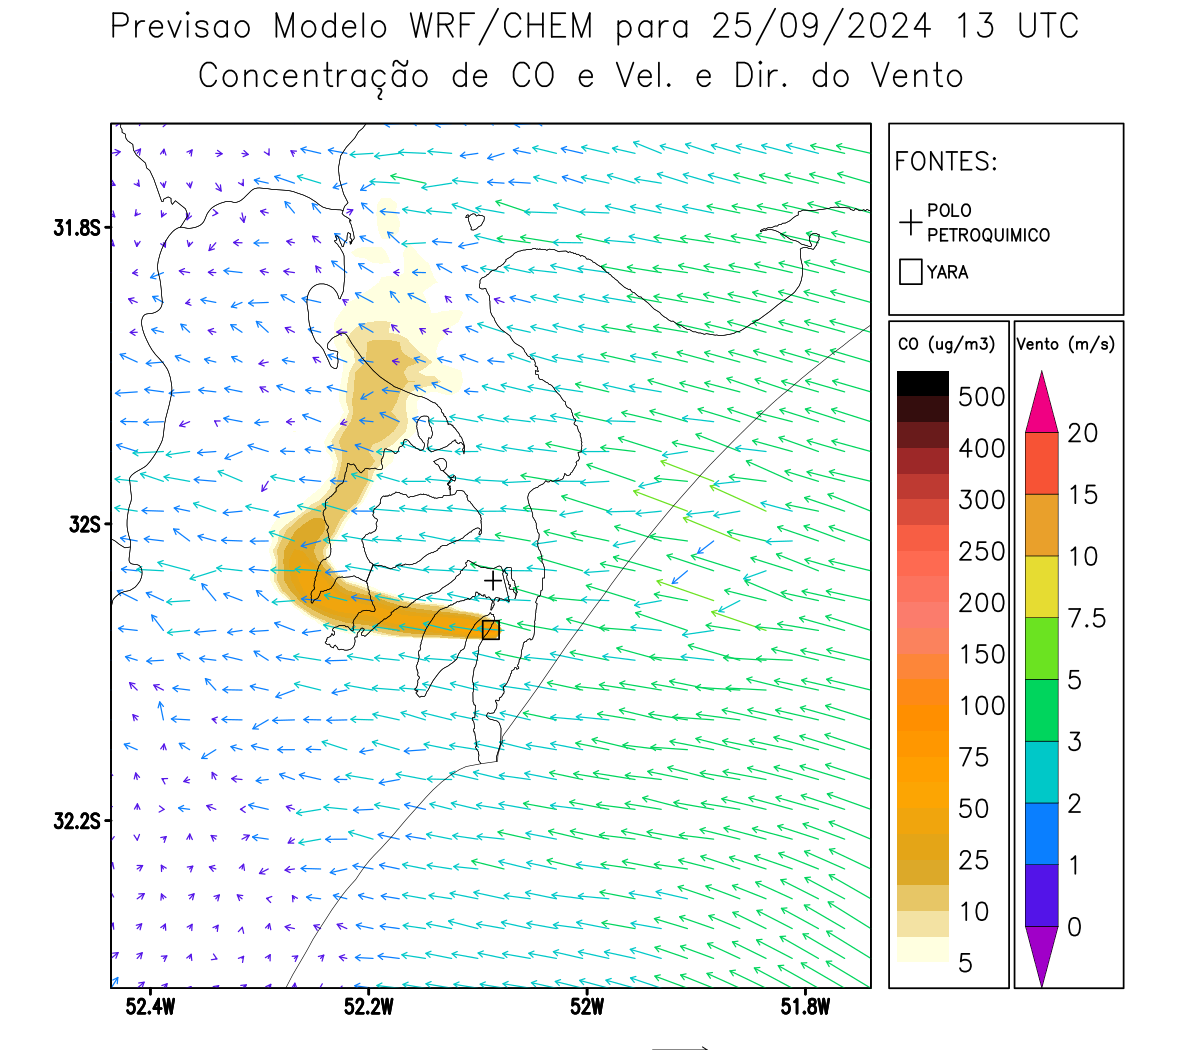 Previsao Modelo WRF/CHEM para 25/09/2024 13 UTC
Concentração de CO e Vel. e Dir. do Vento
FONTES:
POLO
PETROQUIMICO
YARA
CO (ug/m3)
500
400
300
250
200
150
100
75
50
25
10
5
Vento (m/s)
20
15
10
7.5
5
3
2
1
0
31.8S
32S
32.2S
52.4W
52.2W
52W
51.8W